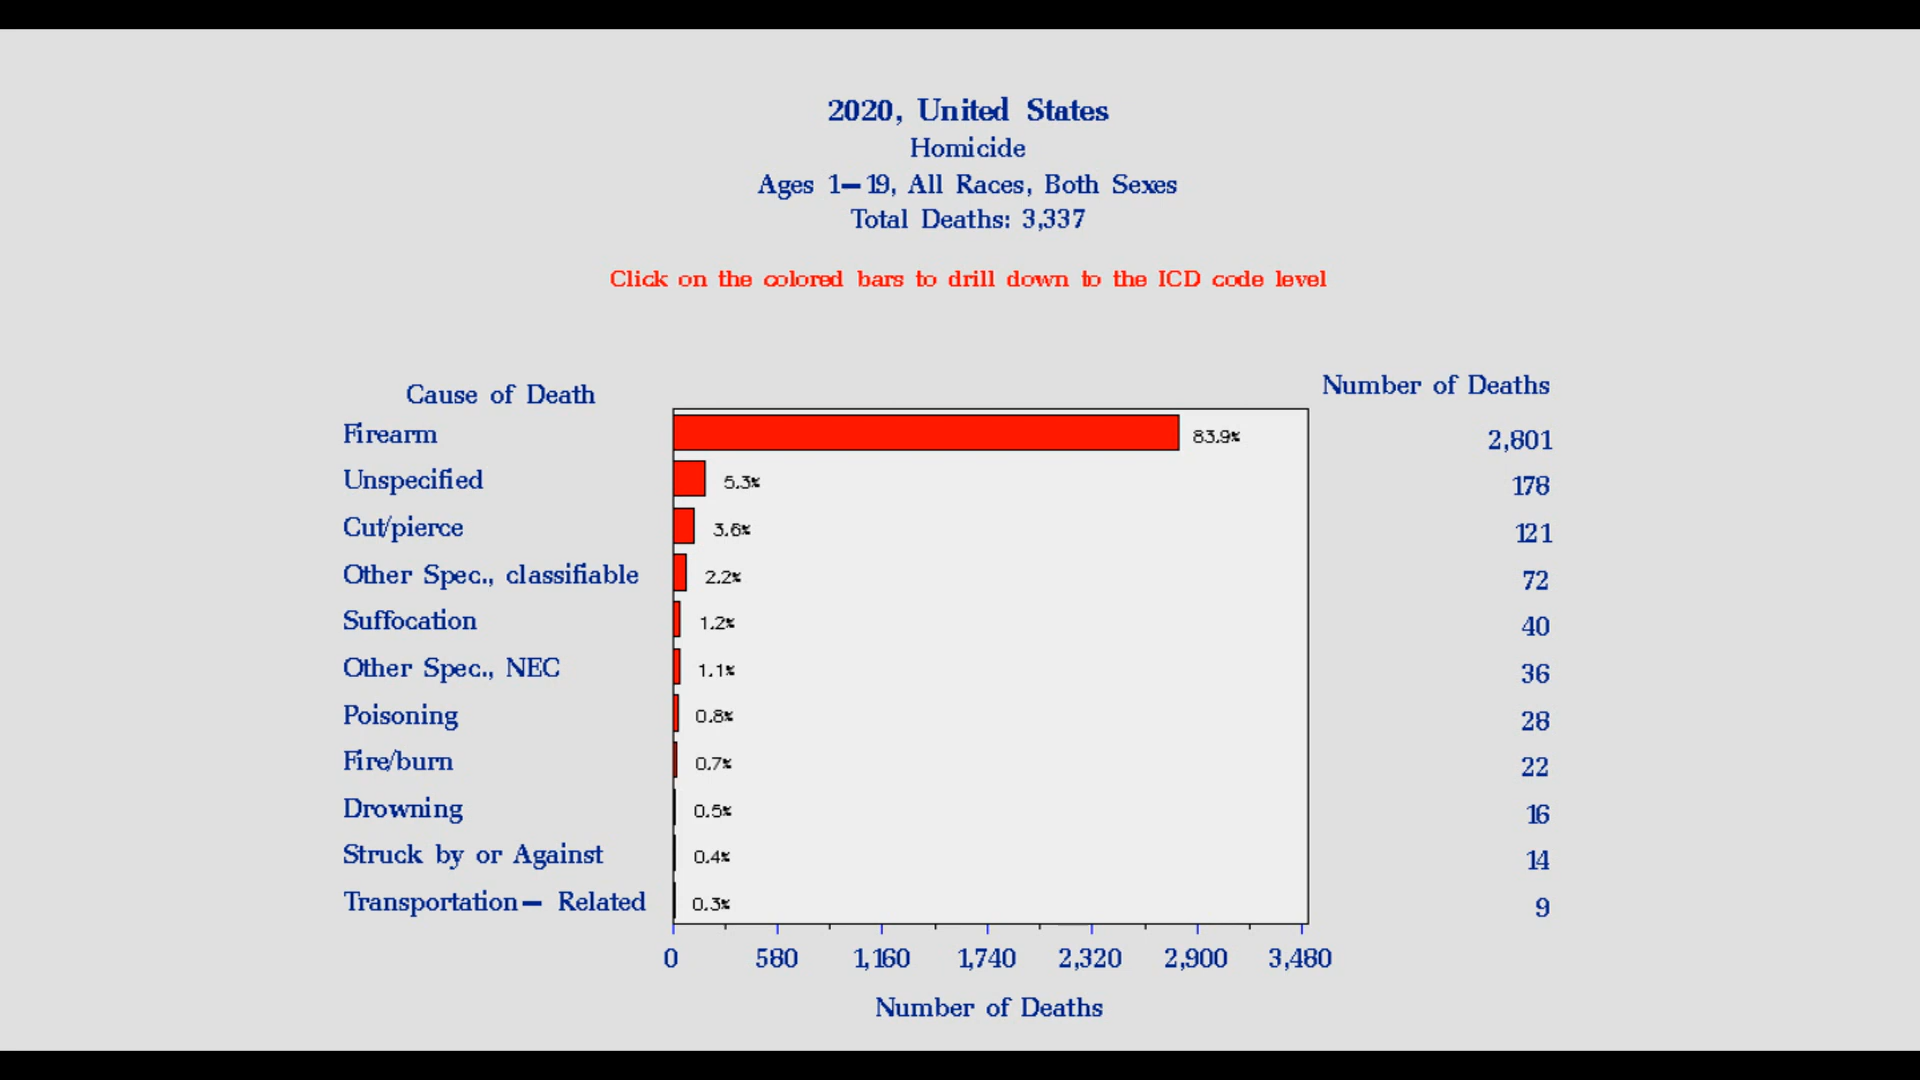 2020, United States
Homicide
Ages 1—19, All Races, Both Sexes
Total Deaths: 3,337
Click on the colored bars to drill down to the ICD code level
Cause of Death Number of Deaths
Firearm 83.9% 2,801
Unspecified 5.3% 178
Cut/pierce 3.6% 121
Other Spec., classifiable 2.2% 72
Suffocation 1.2% 40
Other Spec., NEC 1.1% 36
Poisoning 0.8% 28
Fire/burn 0.7% 22
Drowning 0.5% 16
Struck by or Against 0.4% 14
Transportation— Related 0.3% 9
0 580 1,160 1,740 2,320 2,900 3,480
Number of Deaths